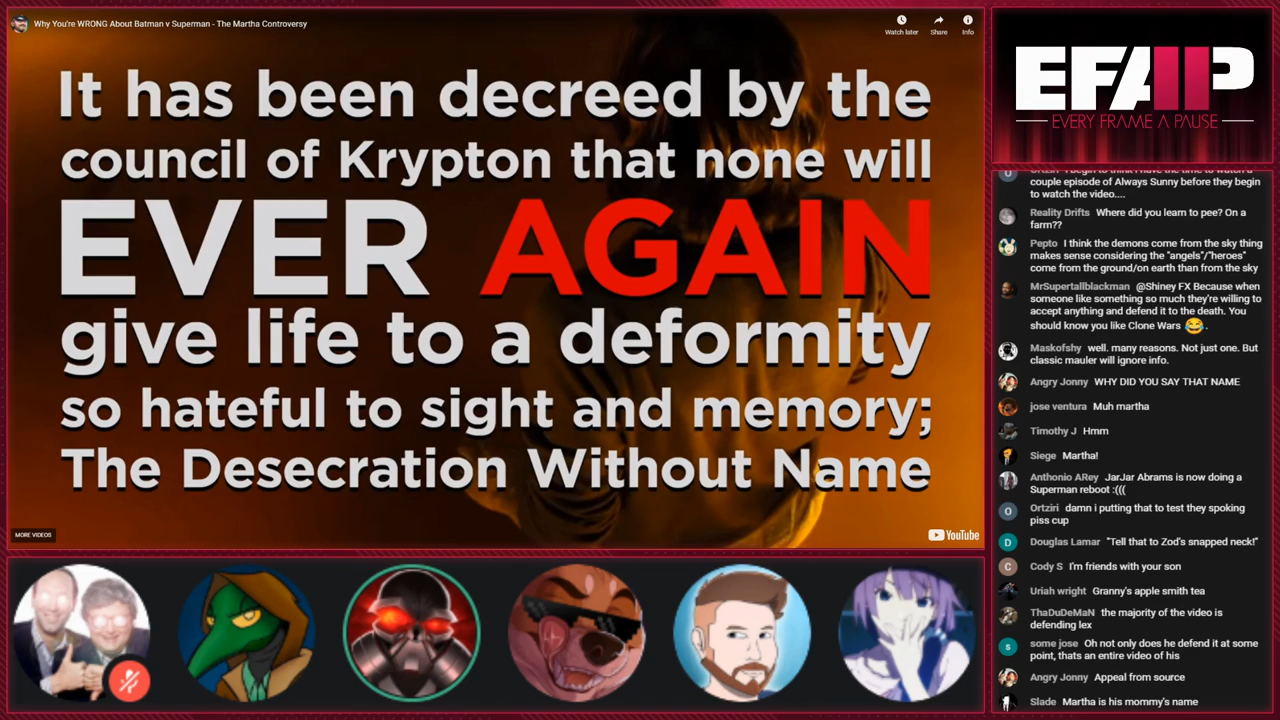 Why You're WRONG About Batman v Superman - The Martha Controversy
Watch later
Share
Info
It has been decreed by the
council of Krypton that none will
EVER AGAIN
give life to a deformity
so hateful to sight and memory;
The Desecration Without Name
MORE VIDEOS
YouTube
EFAP
EVERY FRAME A PAUSE
Ortziri I begin to think I have the time to watch a
couple episode of Always Sunny before they begin
to watch the video....
Reality Drifts Where did you learn to pee? On a
farm??
Pepto I think the demons come from the sky thing
makes sense considering the "angels"/"heroes"
come from the ground/on earth than from the sky
MrSupertallblackman @Shiney FX Because when
someone like something so much they're willing to
accept anything and defend it to the death. You
should know you like Clone Wars 😂 .
Maskofshy well. many reasons. Not just one. But
classic mauler will ignore info.
Angry Jonny WHY DID YOU SAY THAT NAME
jose ventura Muh martha
Timothy J Hmm
Siege Martha!
Anthonio ARey JarJar Abrams is now doing a
Superman reboot :(((
O
Ortziri damn i putting that to test they spoking
piss cup
D
Douglas Lamar "Tell that to Zod's snapped neck!"
C
Cody S I'm friends with your son
Uriah wright Granny's apple smith tea
ThaDuDeMaN the majority of the video is
defending lex
s
some jose Oh not only does he defend it at some
point, thats an entire video of his
Angry Jonny Appeal from source
Slade Martha is his mommy's name